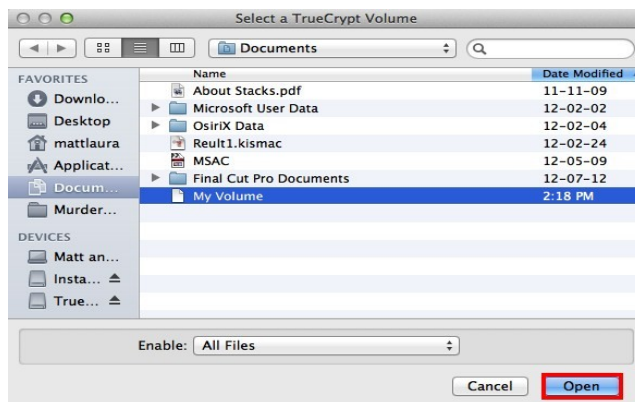 Select a TrueCrypt Volume
Documents
FAVORITES
Downlo...
Desktop
mattlaura
Applicat...
Docum...
Murder...
DEVICES
Matt an...
Insta...
True...
Name Date Modified
About Stacks.pdf 11-11-09
Microsoft User Data 12-02-02
OsiriX Data 12-02-04
Reult1.kismac 12-02-24
MSAC 12-05-09
Final Cut Pro Documents 12-07-12
My Volume 2:18 PM
Enable: All Files
Cancel Open